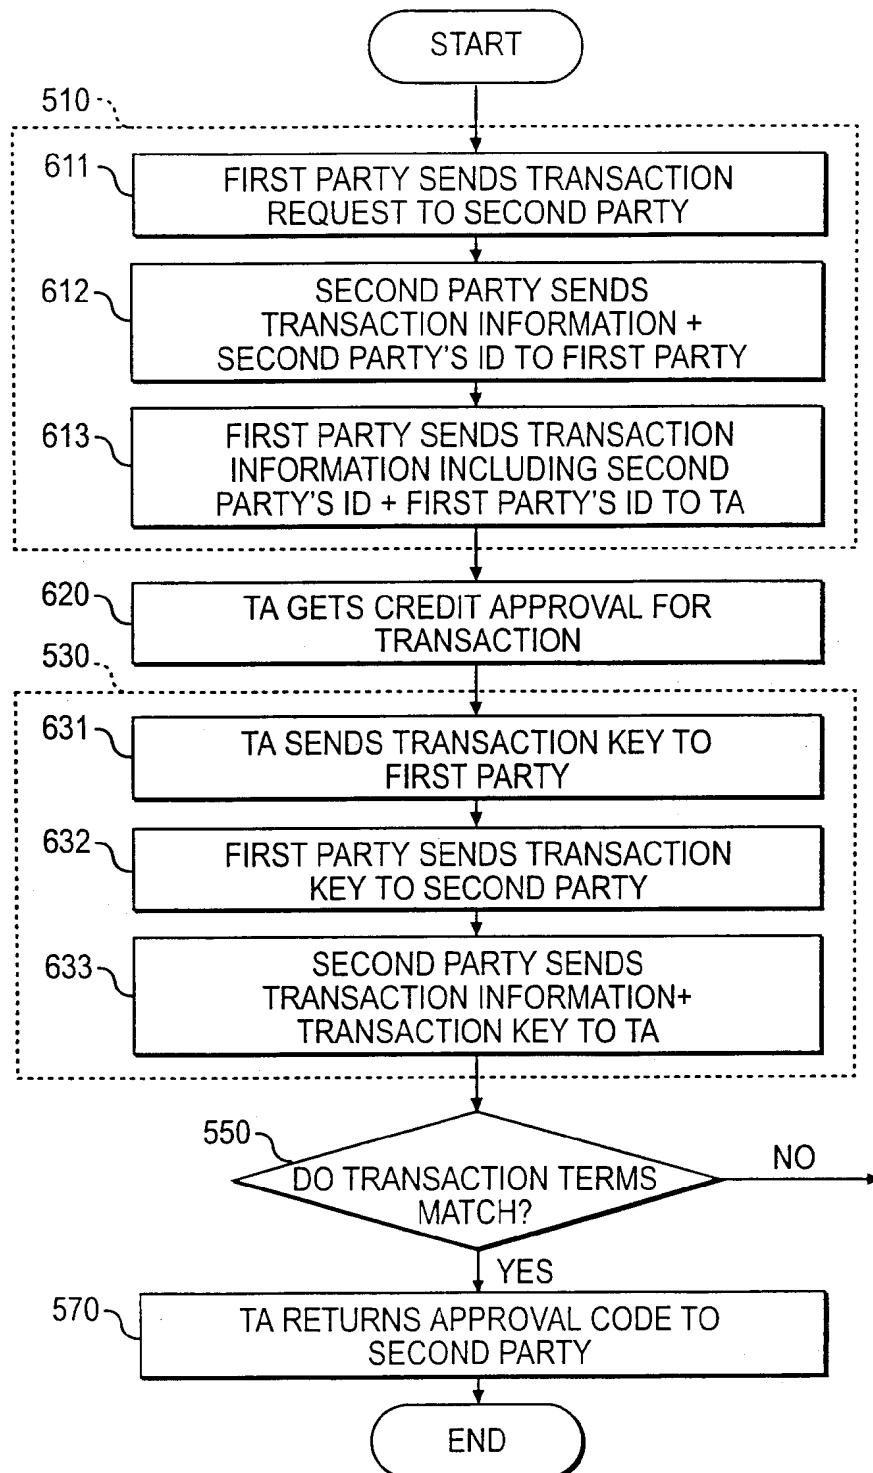 START
510
611
FIRST PARTY SENDS TRANSACTION
REQUEST TO SECOND PARTY
612
SECOND PARTY SENDS
TRANSACTION INFORMATION +
SECOND PARTY'S ID TO FIRST PARTY
613
FIRST PARTY SENDS TRANSACTION
INFORMATION INCLUDING SECOND
PARTY'S ID + FIRST PARTY'S ID TO TA
620
TA GETS CREDIT APPROVAL FOR
TRANSACTION
530
631
TA SENDS TRANSACTION KEY TO
FIRST PARTY
632
FIRST PARTY SENDS TRANSACTION
KEY TO SECOND PARTY
633
SECOND PARTY SENDS
TRANSACTION INFORMATION+
TRANSACTION KEY TO TA
550
DO TRANSACTION TERMS
MATCH?
NO
YES
570
TA RETURNS APPROVAL CODE TO
SECOND PARTY
END